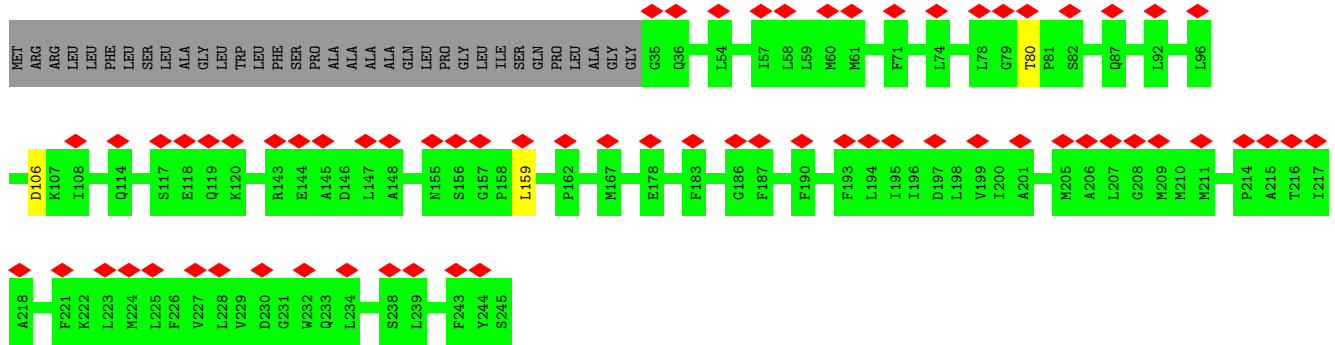 MET ARG ARG LEU LEU PHE LEU SER LEU ALA GLY LEU TRP LEU PHE SER PRO ALA ALA ALA ALA GLN LEU PRO GLY LEU ILE SER GLN PRO LEU ALA GLY GLY G35 Q36 L54 I57 L58 L59 M60 M61 F71 L74 L78 G79 T80 P81 S82 Q87 L92 L96
D106 K107 I108 Q114 S117 E118 Q119 K120 R143 E144 A145 D146 L147 A148 N155 S156 G157 P158 L159 P162 M167 E178 F183 G186 F187 F190 F193 L194 I195 I196 D197 L198 V199 I200 A201 M205 A206 L207 G208 M209 M210 M211 P214 A215 T216 I217
A218 F221 K222 L223 M224 L225 F226 V227 L228 V229 D230 G231 W232 Q233 L234 S238 L239 F243 Y244 S245